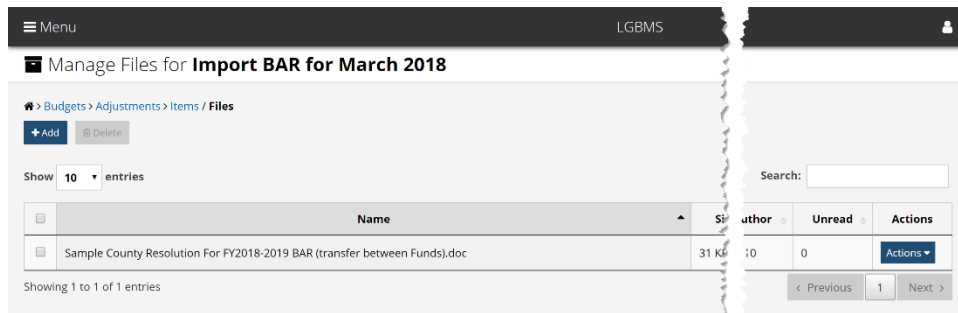 Menu LGBMS
Manage Files for Import BAR for March 2018
> Budgets > Adjustments > Items / Files
+ Add Delete
Show 10 entries Search:
Name Unread Actions
Sample County Resolution For FY2018-2019 BAR (transfer between Funds).doc 31 0 Actions
Showing 1 to 1 of 1 entries < Previous 1 Next >